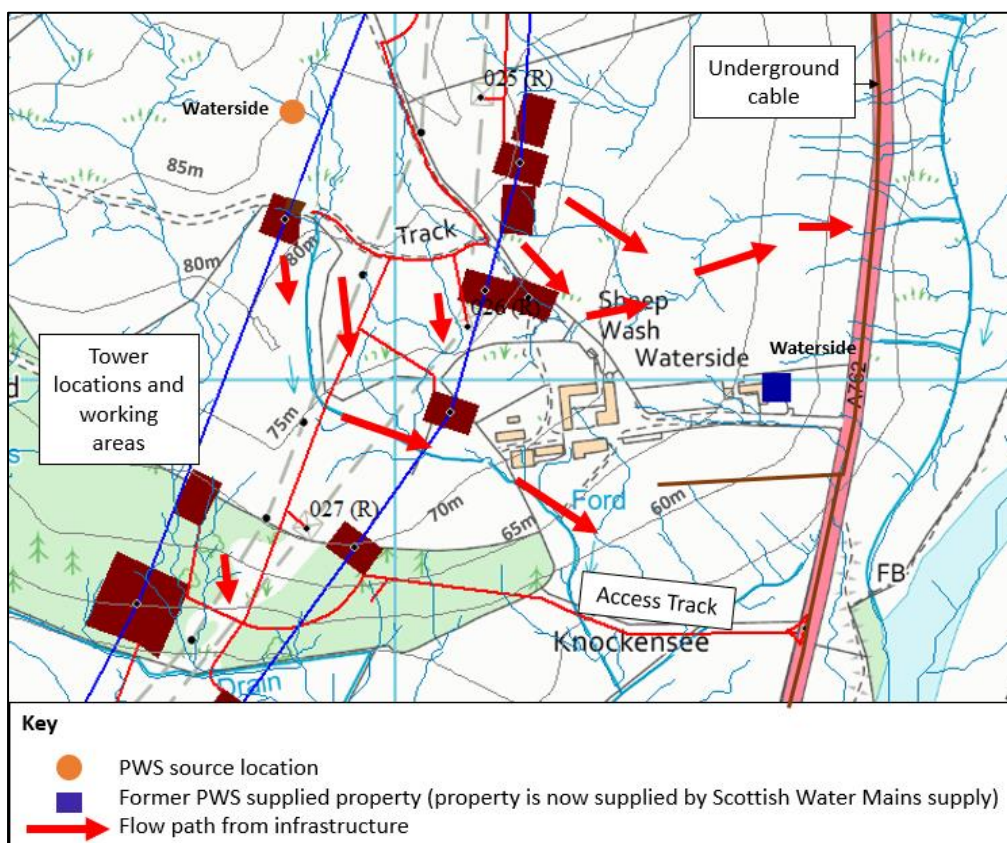 025 (R)
Underground
cable
Waterside
85m
Track
80m
80m
026 (R)
Sheep
Wash
Waterside
Waterside
A762
Tower
locations and
working
areas
d
s
75m
027 (R)
70m
65m
Ford
60m
FB
Access Track
Knockensee
Drain
Key
PWS source location
Former PWS supplied property (property is now supplied by Scottish Water Mains supply)
Flow path from infrastructure